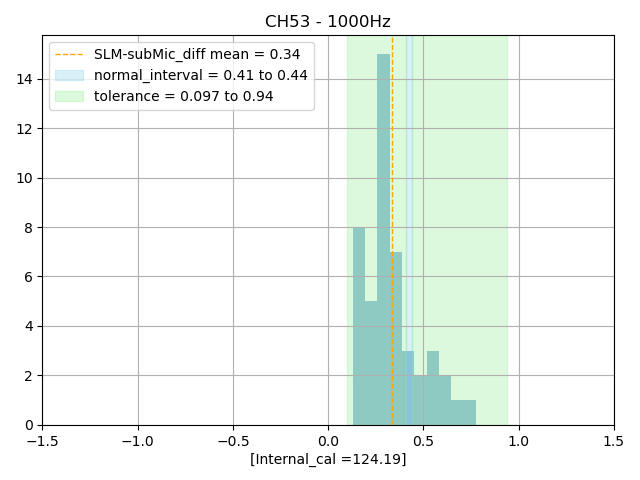 CH53 - 1000Hz
SLM-subMic_diff mean = 0.34
normal_interval = 0.41 to 0.44
tolerance = 0.097 to 0.94
14
12
10
8
6
4
2
0
−1.5 −1.0 −0.5 0.0 0.5 1.0 1.5
[Internal_cal =124.19]